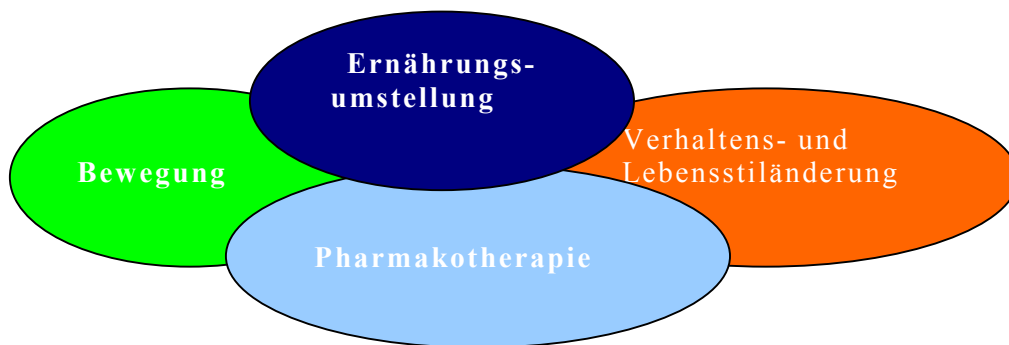 Ernährungs-
umstellung
Verhaltens- und
Lebensstiländerung
Bewegung
Pharmakotherapie